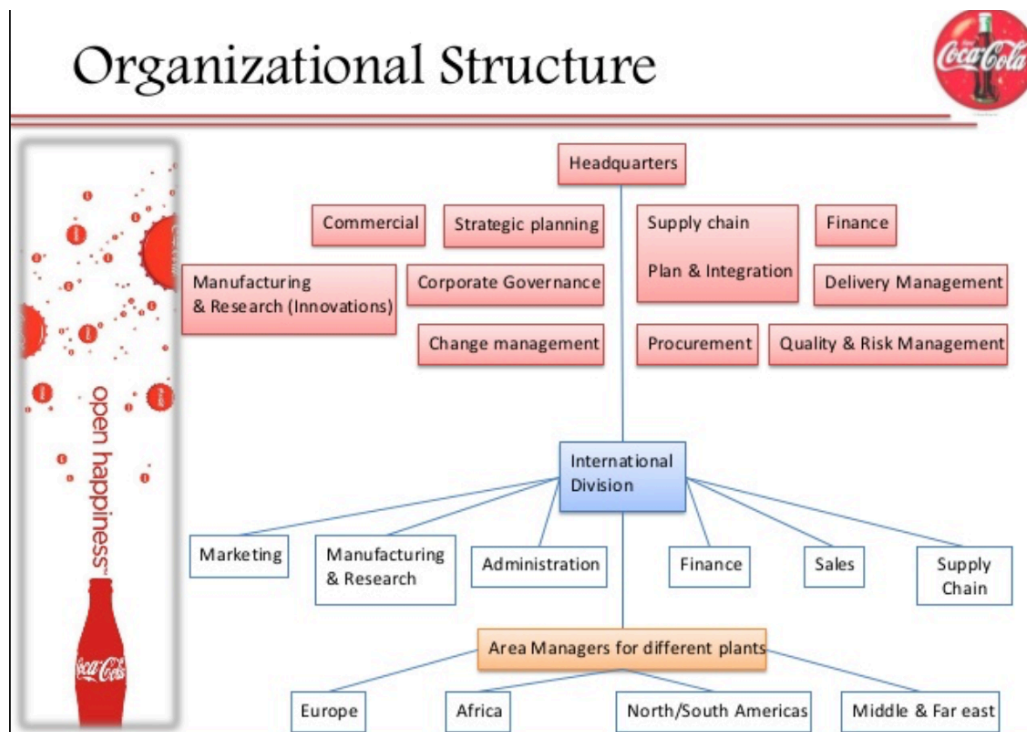 Organizational Structure
Coca-Cola
Headquarters
Commercial
Strategic planning
Supply chain
Plan & Integration
Finance
Manufacturing
& Research (Innovations)
Corporate Governance
Delivery Management
Change management
Procurement
Quality & Risk Management
open happiness
International
Division
Marketing
Manufacturing
& Research
Administration
Finance
Sales
Supply
Chain
Area Managers for different plants
Coca-Cola
Europe
Africa
North/South Americas
Middle & Far east